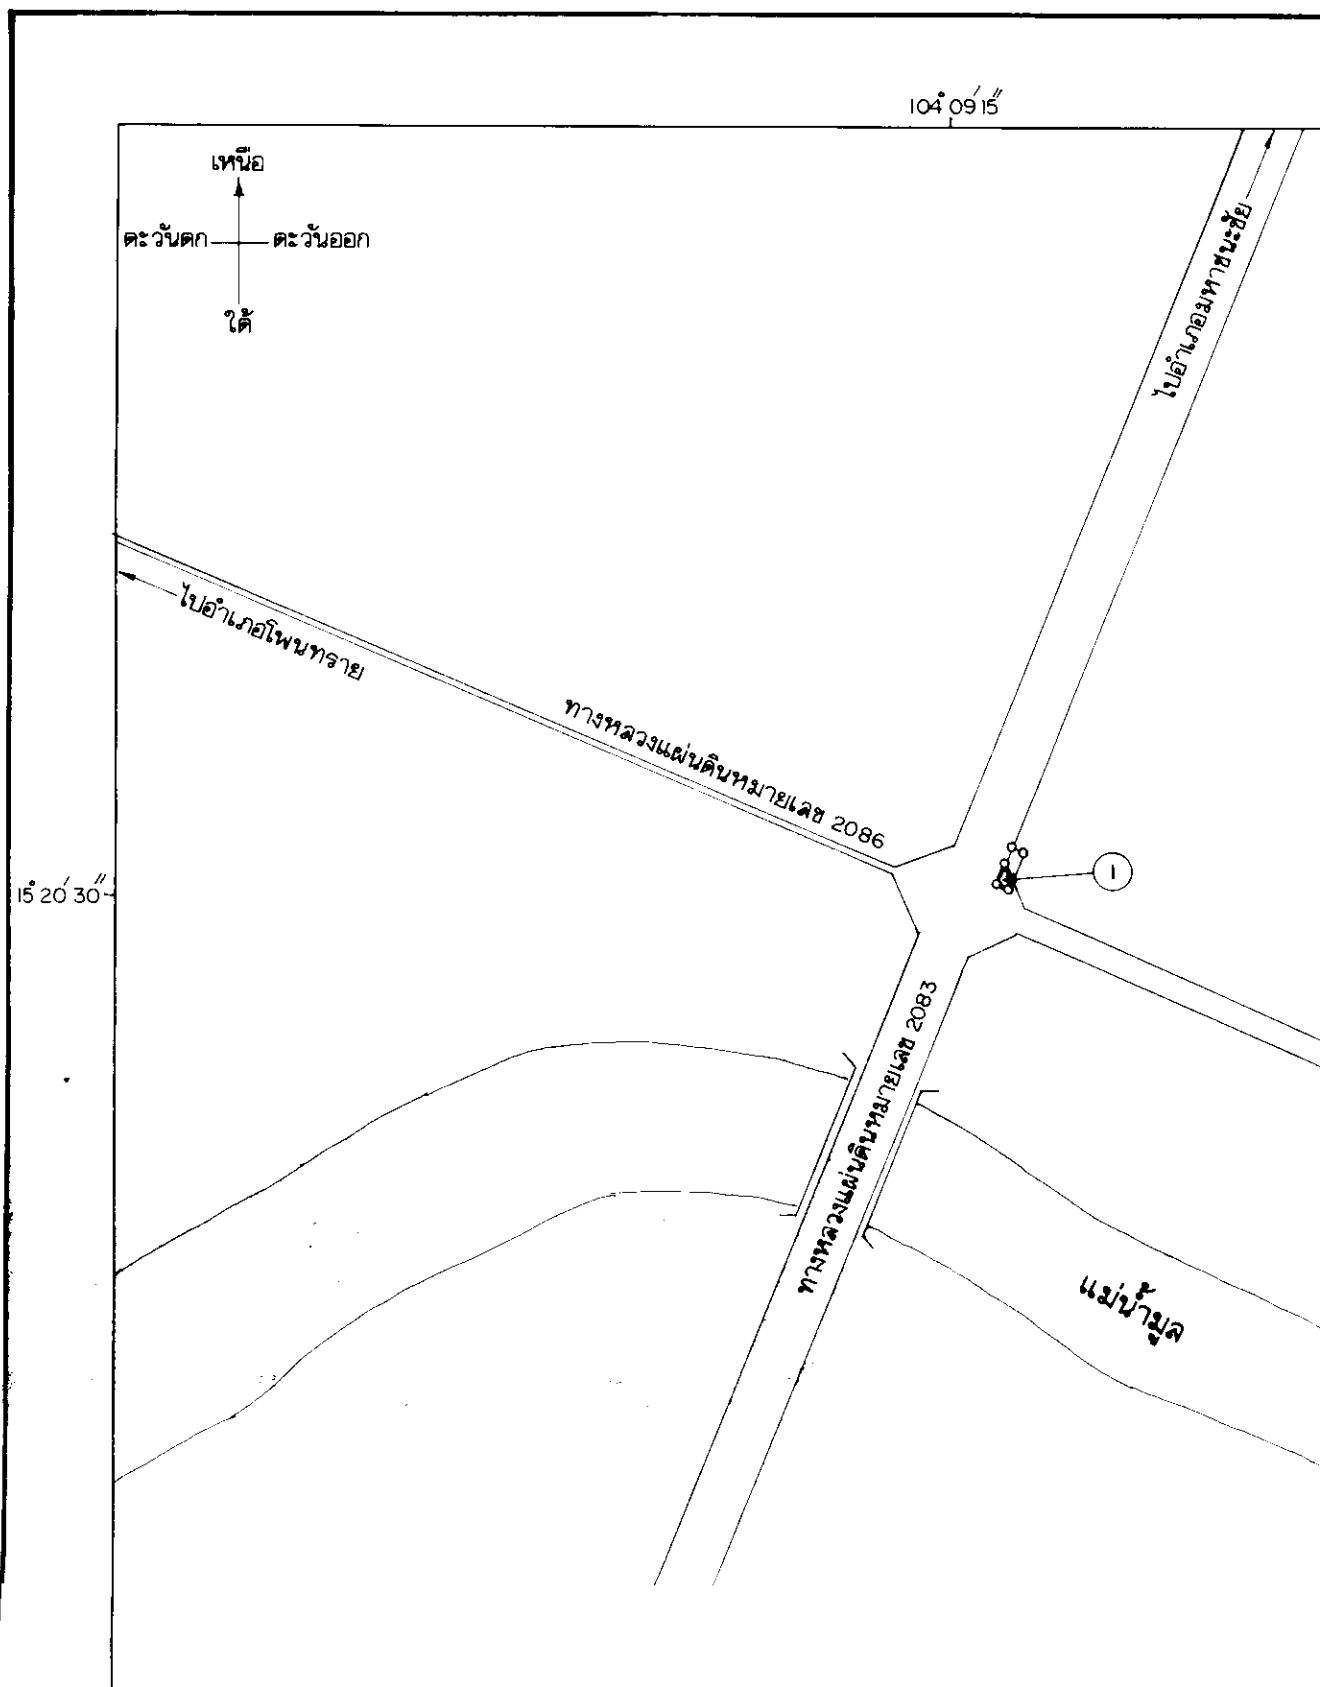 104° 09′ 15″
เหนือ
ตะวันตก
ตะวันออก
ใต้
ไปอำเภอมหาชนะชัย
ไปอำเภอโพนทราย
ทางหลวงแผ่นดินหมายเลข 2086
1
15° 20′ 30″
ทางหลวงแผ่นดินหมายเลข 2083
แม่น้ำมูล